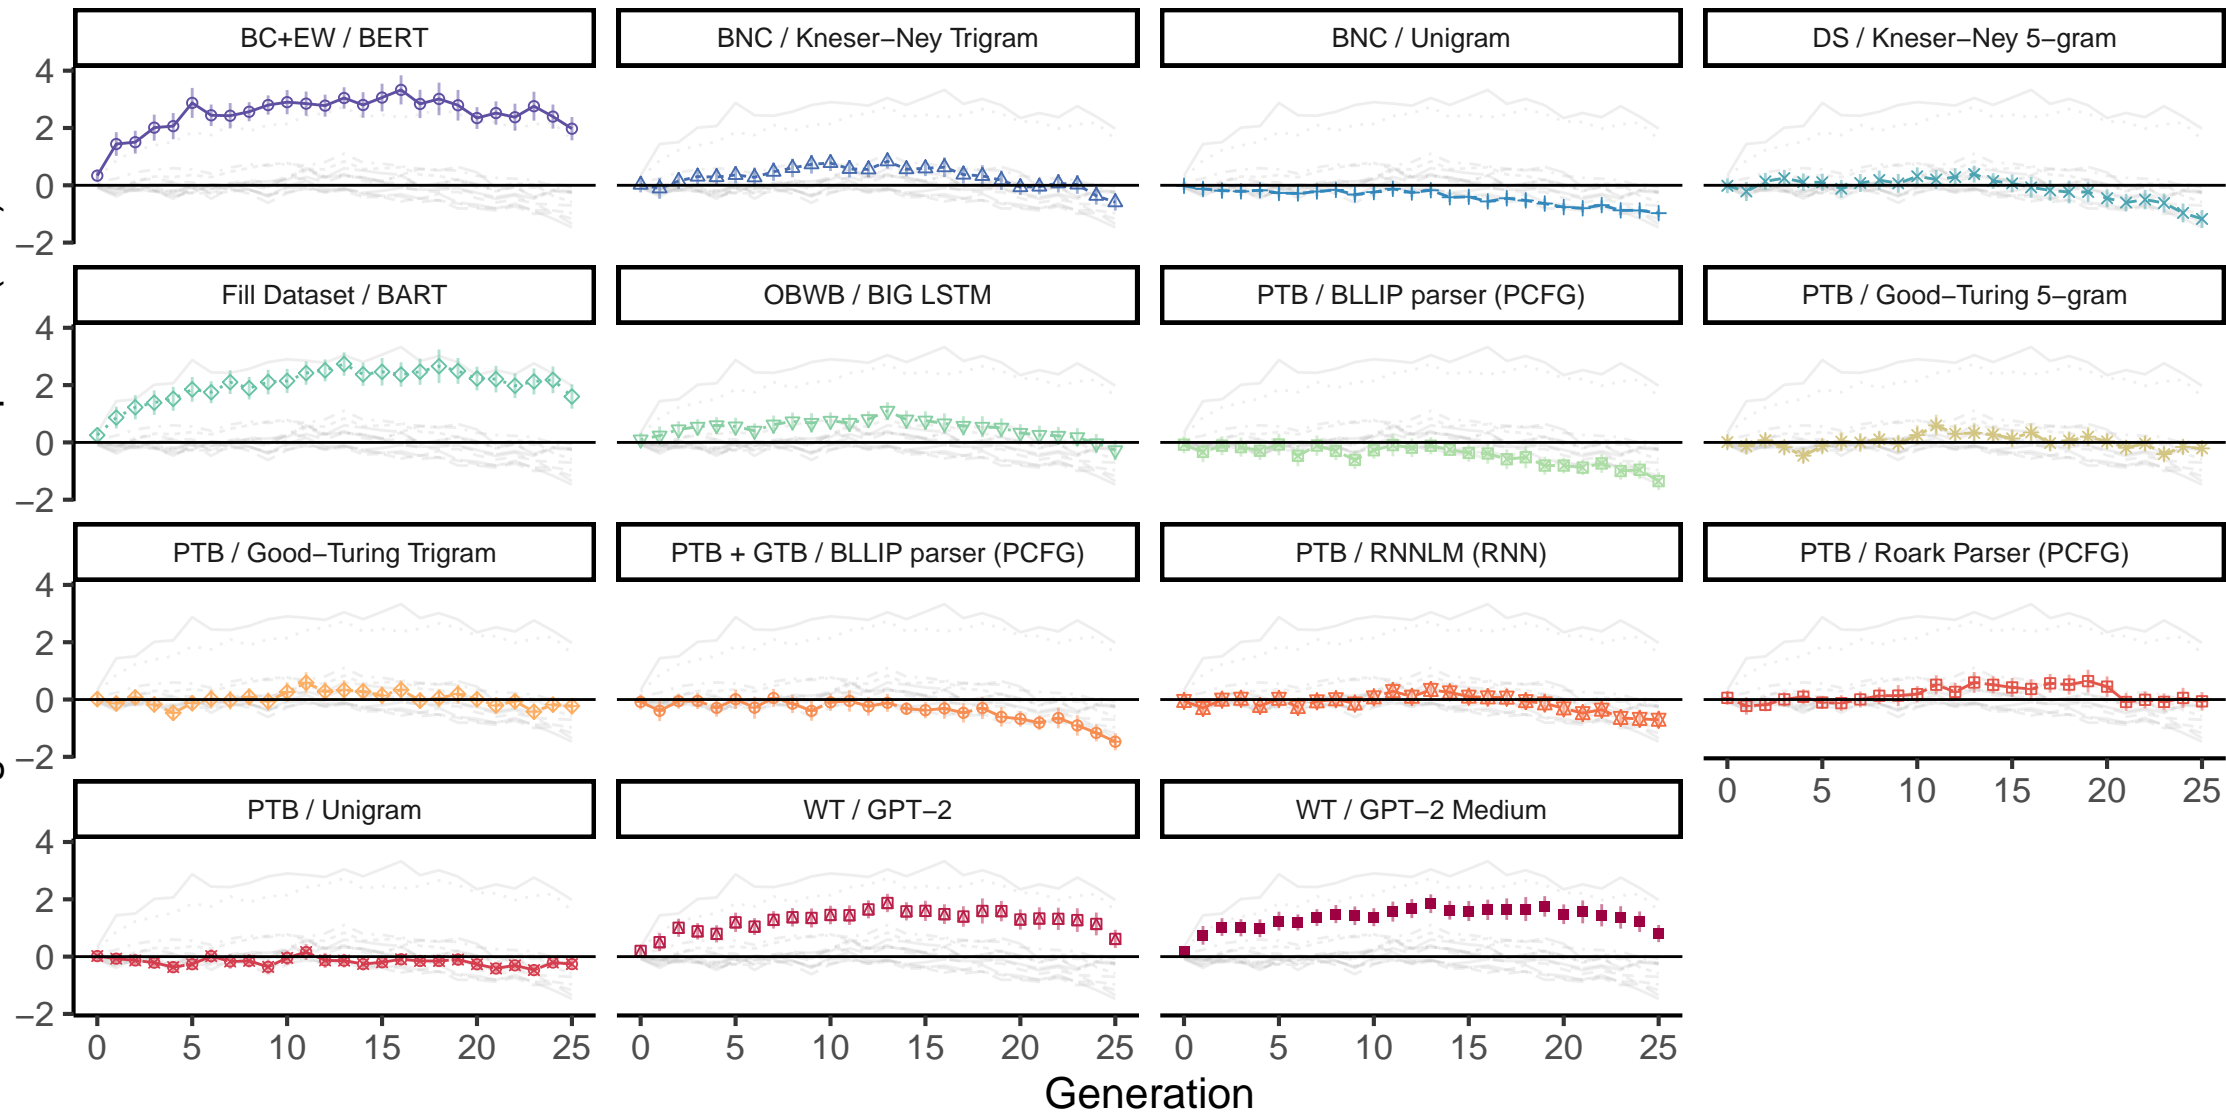 BC+EW / BERT
BNC / Kneser−Ney Trigram
BNC / Unigram
DS / Kneser−Ney 5−gram
4
2
0
−2
Fill Dataset / BART
OBWB / BIG LSTM
PTB / BLLIP parser (PCFG)
PTB / Good−Turing 5−gram
4
2
0
−2
PTB / Good−Turing Trigram
PTB + GTB / BLLIP parser (PCFG)
PTB / RNNLM (RNN)
PTB / Roark Parser (PCFG)
4
2
0
−2
0 5 10 15 20 25
PTB / Unigram
WT / GPT−2
WT / GPT−2 Medium
4
2
0
−2
0 5 10 15 20 25
0 5 10 15 20 25
0 5 10 15 20 25
Generation